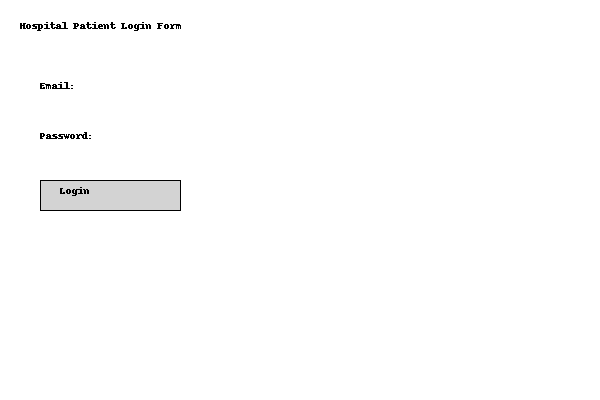 Hospital Patient Login Form
Email:
Password:
Login